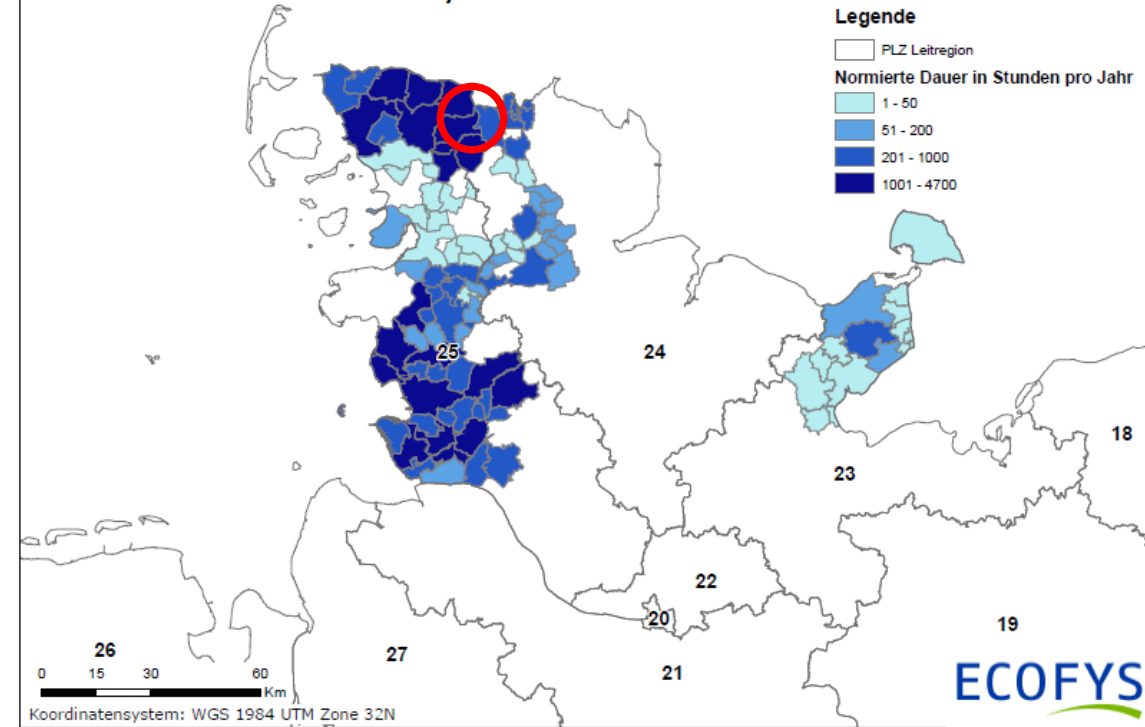 Legende
PLZ Leitregion
Normierte Dauer in Stunden pro Jahr
1 - 50
51 - 200
201 - 1000
1001 - 4700
25
24
18
23
22
20
19
26
27
21
0 15 30 60
Km
Koordinatensystem: WGS 1984 UTM Zone 32N
ECOFYS